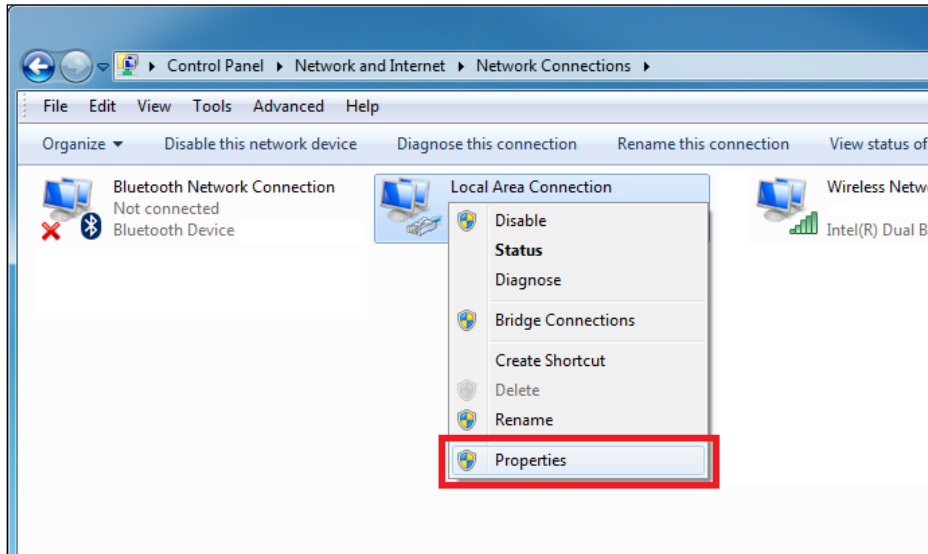 Control Panel Network and Internet Network Connections
File Edit View Tools Advanced Help
Organize Disable this network device Diagnose this connection Rename this connection View status of
Bluetooth Network Connection
Not connected
Bluetooth Device
Local Area Connection
Disable
Status
Diagnose
Bridge Connections
Create Shortcut
Delete
Rename
Properties
Wireless Netw
Intel(R) Dual B